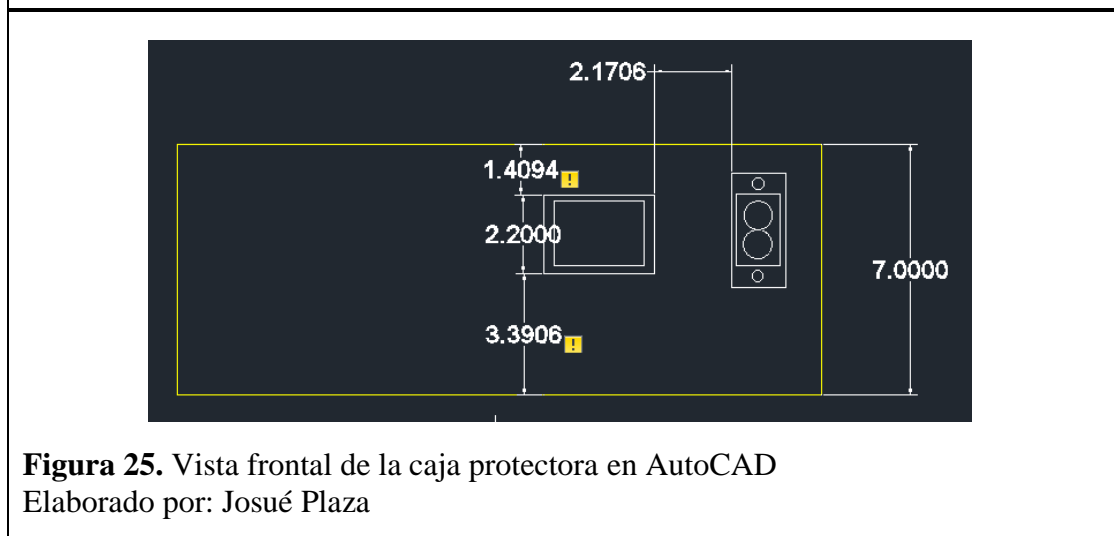 2.1706
1.4094
2.2000
7.0000
3.3906
Figura 25. Vista frontal de la caja protectora en AutoCAD
Elaborado por: Josué Plaza